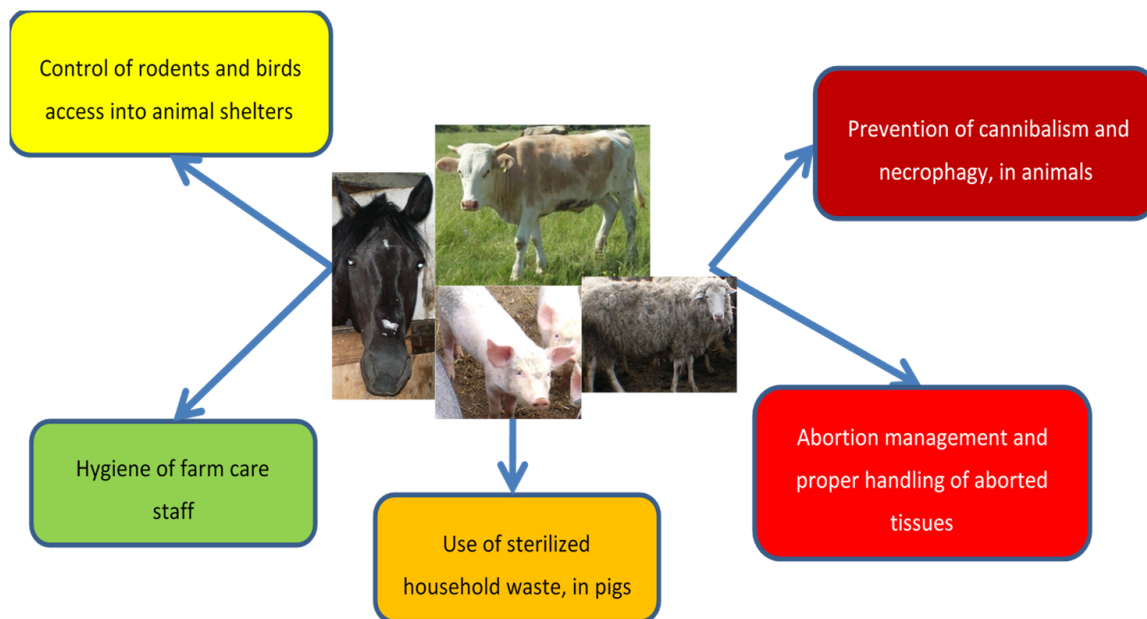 Control of rodents and birds
access into animal shelters
Prevention of cannibalism and
necrophagy, in animals
Hygiene of farm care
staff
Use of sterilized
household waste, in pigs
Abortion management and
proper handling of aborted
tissues